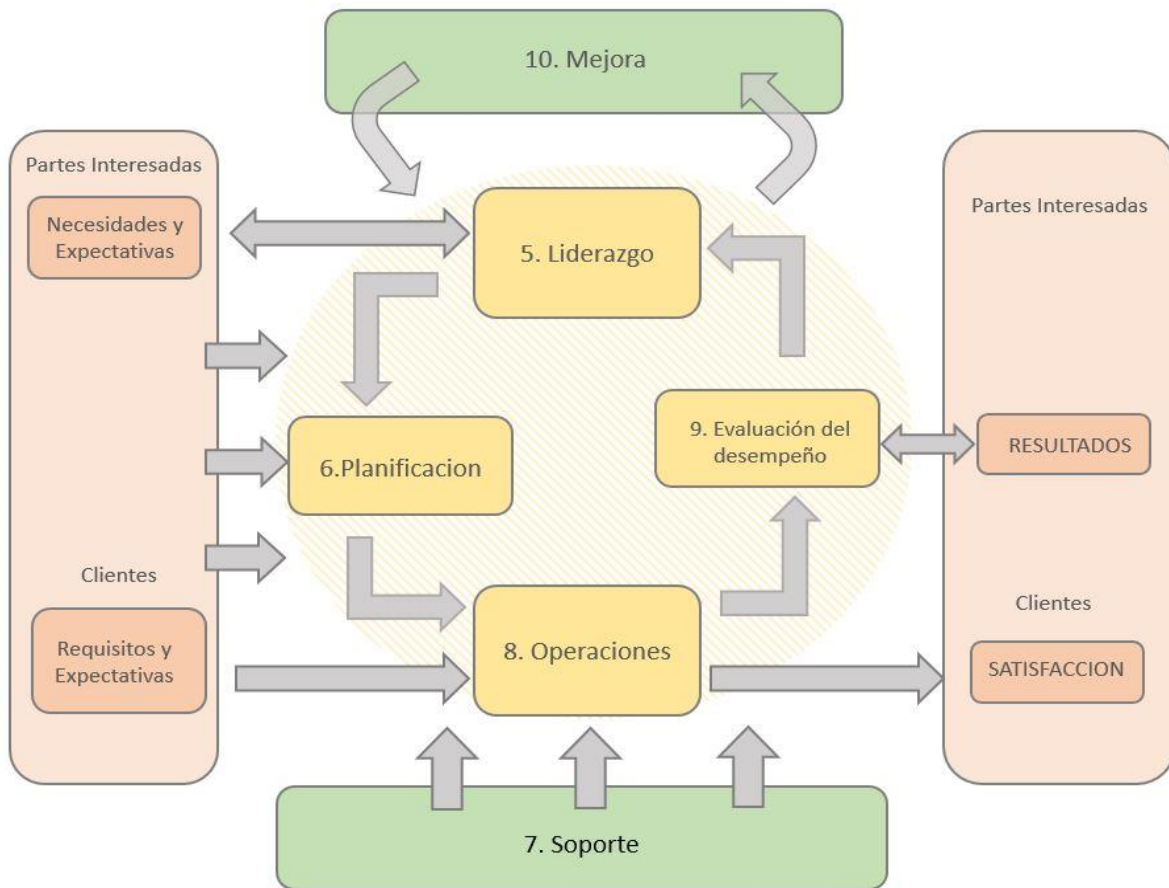 10. Mejora
Partes Interesadas
Necesidades y
Expectativas
Clientes
Requisitos y
Expectativas
5. Liderazgo
6.Planificacion
9. Evaluación del
desempeño
8. Operaciones
Partes Interesadas
RESULTADOS
Clientes
SATISFACCION
7. Soporte